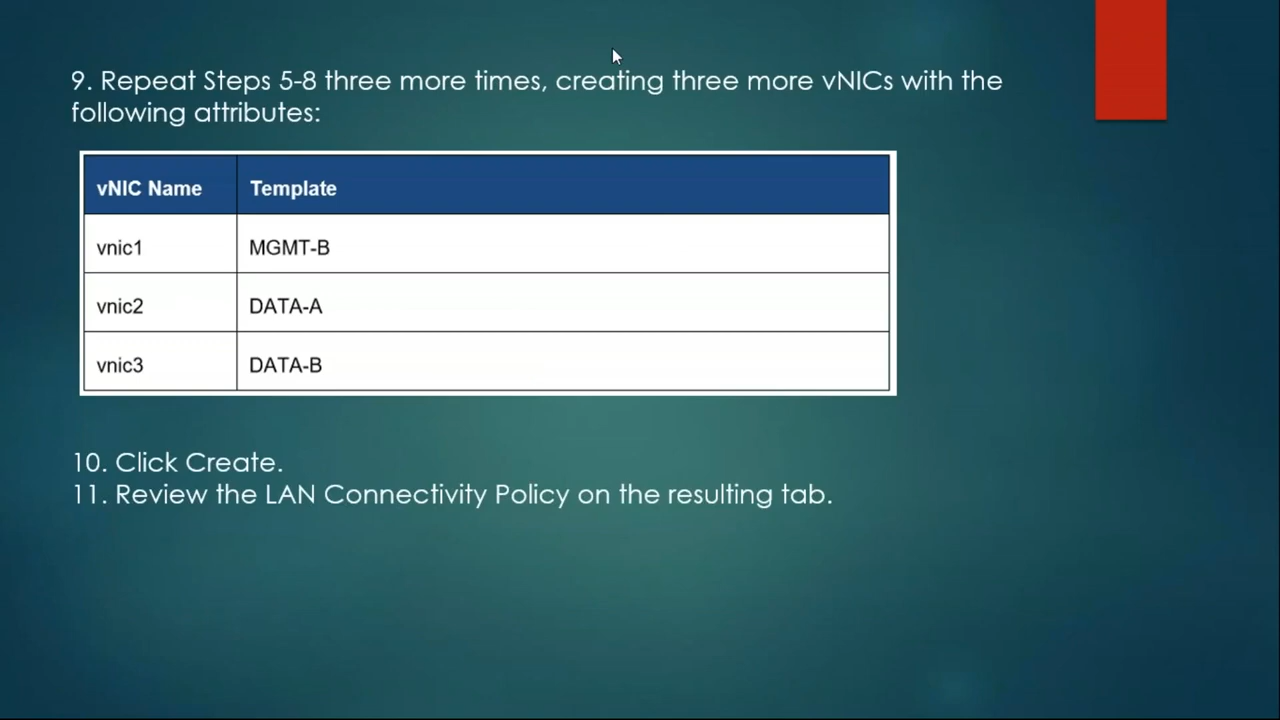 9. Repeat Steps 5-8 three more times, creating three more vNICs with the
following attributes:
vNIC Name Template
vnic1 MGMT-B
vnic2 DATA-A
vnic3 DATA-B
10. Click Create.
11. Review the LAN Connectivity Policy on the resulting tab.